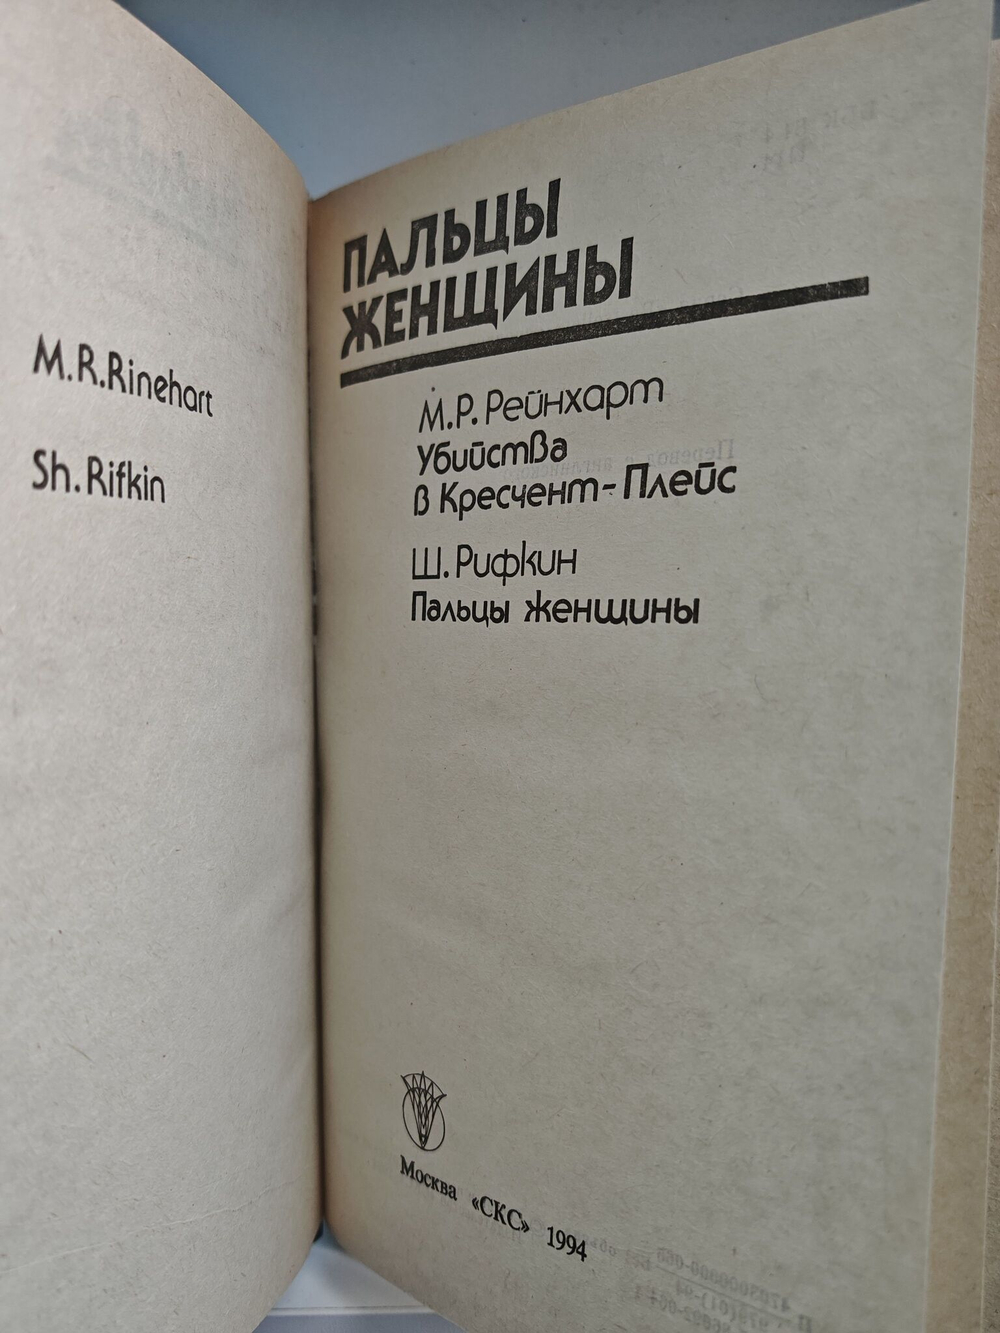 M.R.Rinehart
Sh.Rifkin
ПАЛЬЦЫ
ЖЕНЩИНЫ
М.Р.Рейнхарт
Убийства
в Кресчент-Плейс
Ш.Рифкин
Пальцы женщины
Москва «СКС» 1994